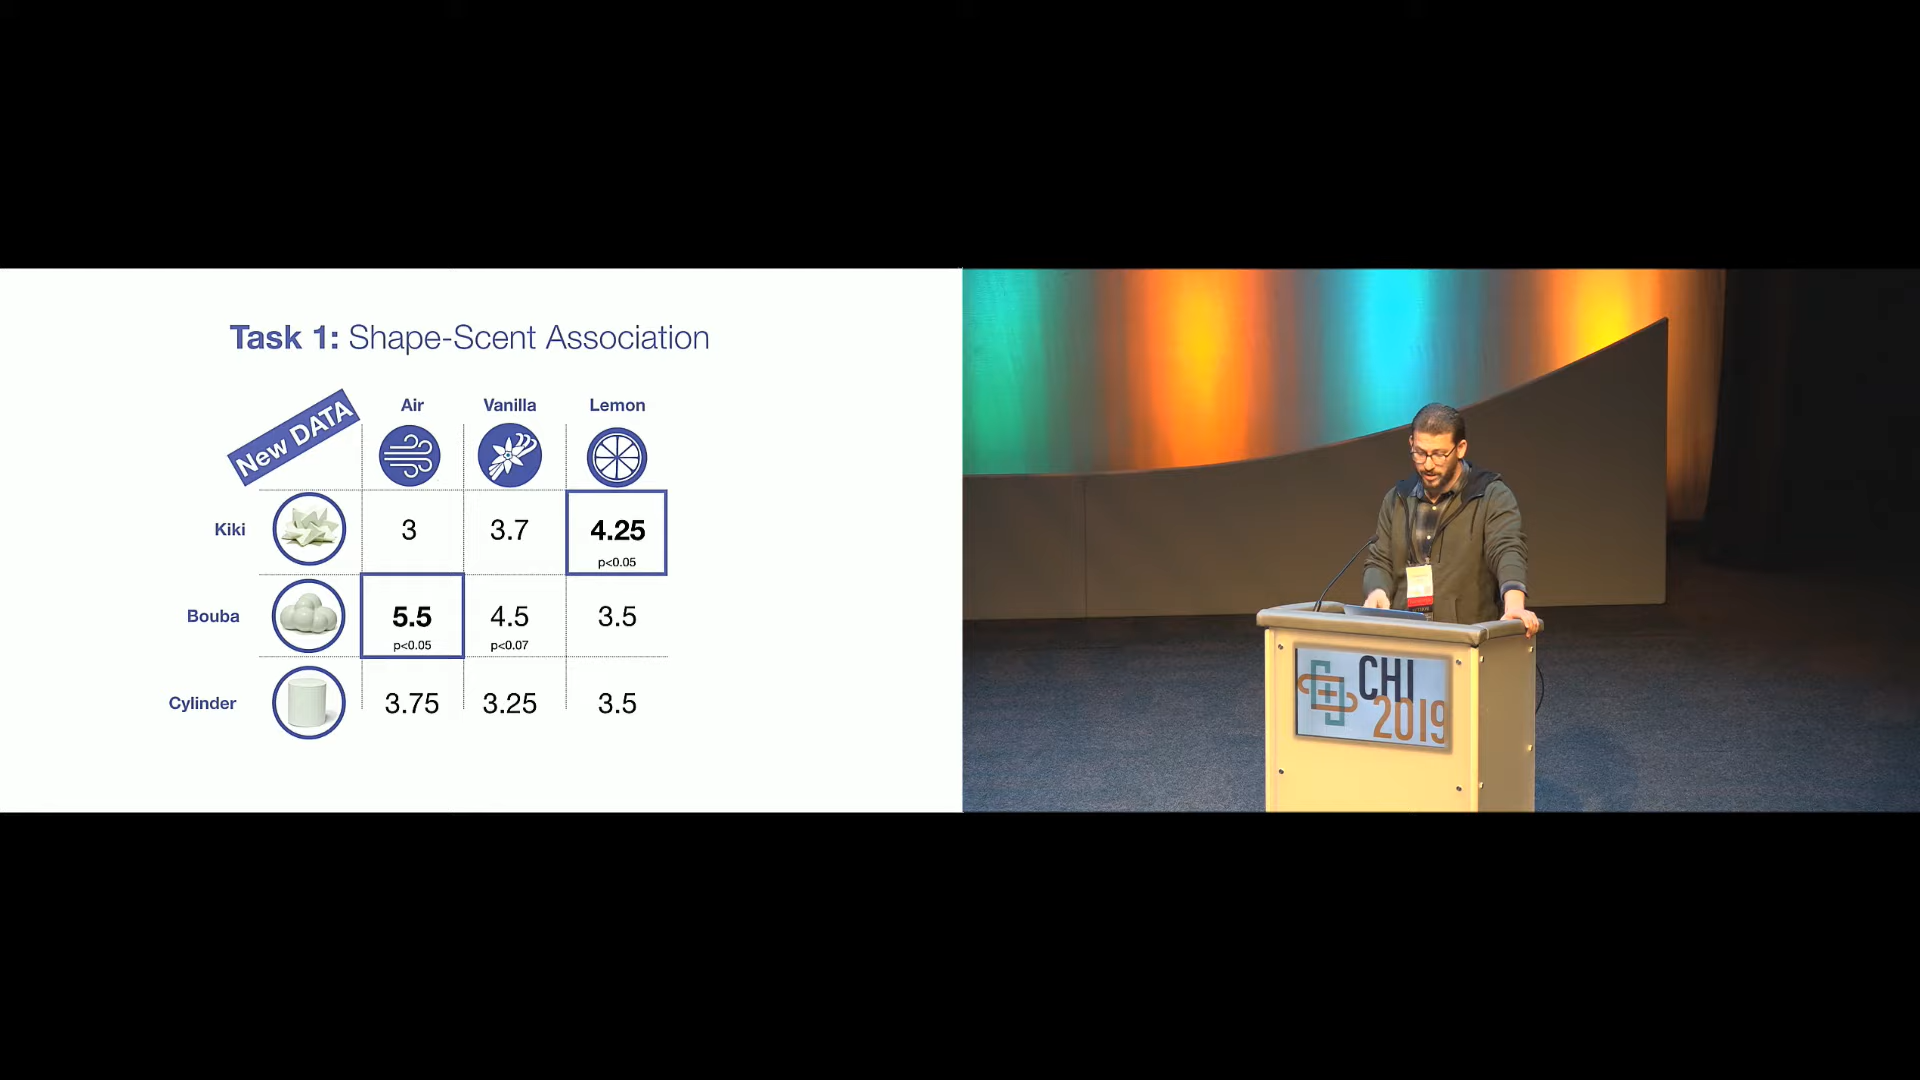 Task 1: Shape-Scent Association
New DATA
Air Vanilla Lemon
Kiki 3 3.7 4.25
p<0.05
Bouba 5.5 4.5 3.5
p<0.05 p<0.07
Cylinder 3.75 3.25 3.5
CHI
2019